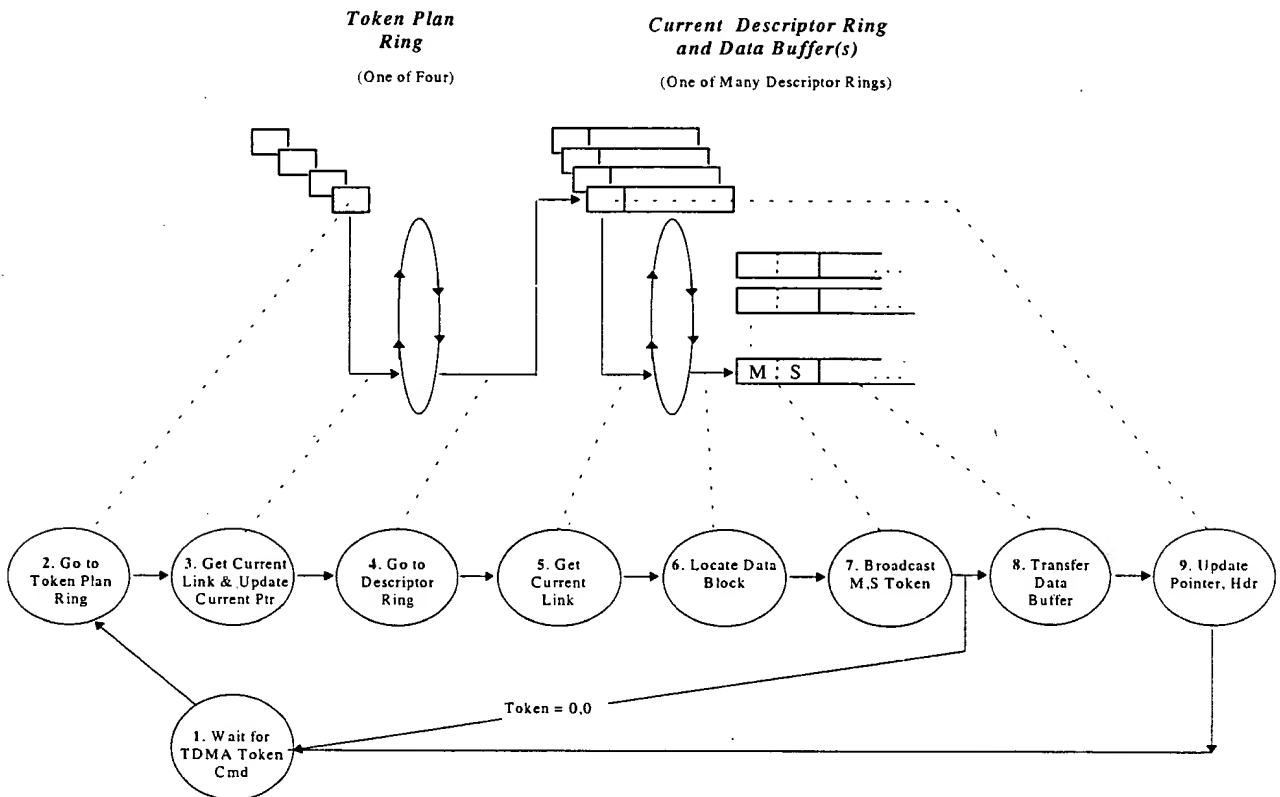 Token Plan
Ring
(One of Four)
Current Descriptor Ring
and Data Buffer(s)
(One of Many Descriptor Rings)
M S
2. Go to
Token Plan
Ring
3. Get Current
Link & Update
Current Ptr
4. Go to
Descriptor
Ring
5. Get
Current
Link
6. Locate Data
Block
7. Broadcast
M,S Token
8. Transfer
Data
Buffer
9. Update
Pointer, Hdr
Token = 0,0
1. Wait for
TDMA Token
Cmd